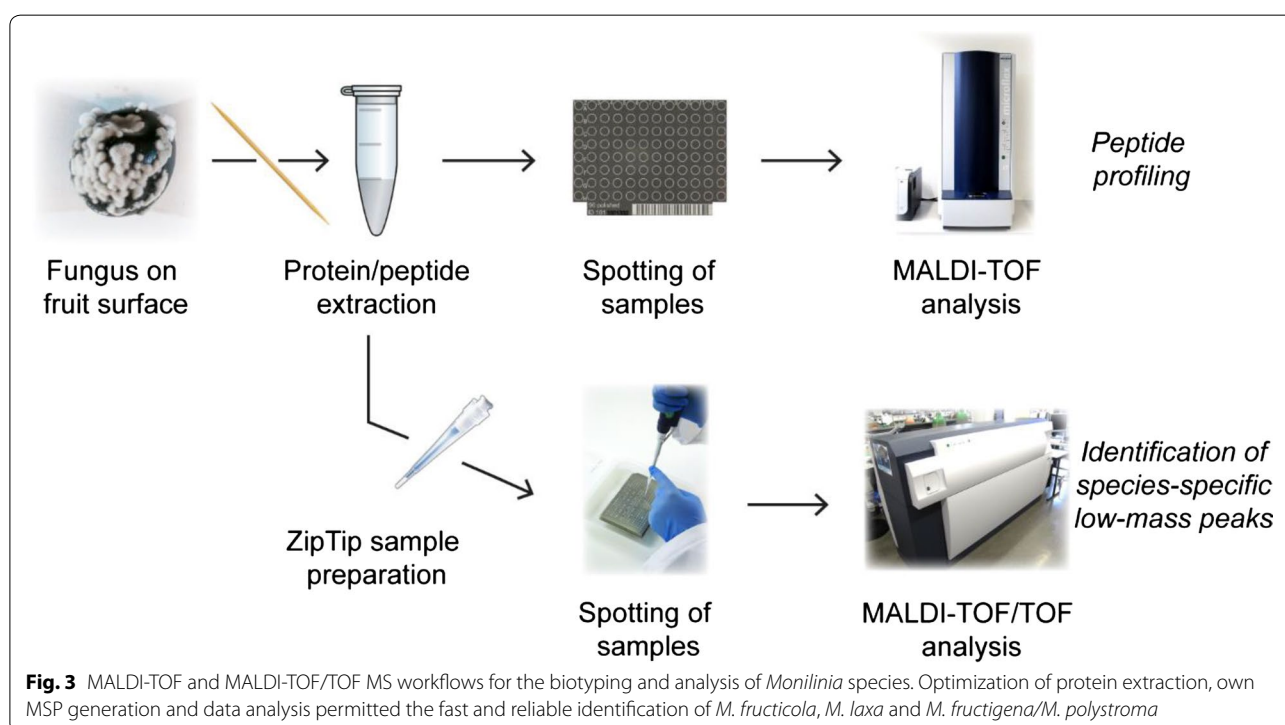 Peptide
profiling
Fungus on
fruit surface
Protein/peptide
extraction
Spotting of
samples
MALDI-TOF
analysis
Identification of
species-specific
low-mass peaks
ZipTip sample
preparation
Spotting of
samples
MALDI-TOF/TOF
analysis
Fig. 3 MALDI-TOF and MALDI-TOF/TOF MS workflows for the biotyping and analysis of Monilinia species. Optimization of protein extraction, own
MSP generation and data analysis permitted the fast and reliable identification of M. fructicola, M. laxa and M. fructigena/M. polystroma